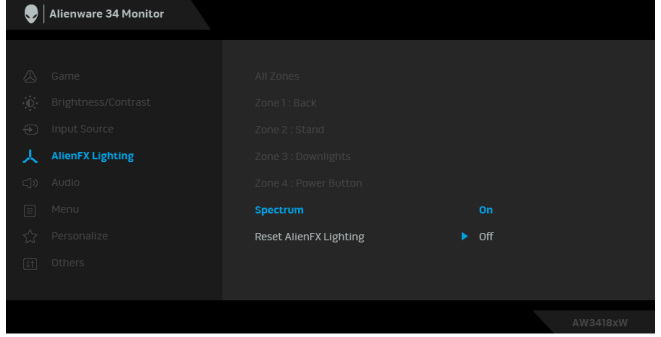 Alienware 34 Monitor
Game
All Zones
Brightness/Contrast
Zone 1 : Back
Input Source
Zone 2 : Stand
AlienFX Lighting
Zone 3 : Downlights
Audio
Zone 4 : Power Button
Menu
Spectrum On
Personalize
Reset AlienFX Lighting Off
Others
AW3418xW